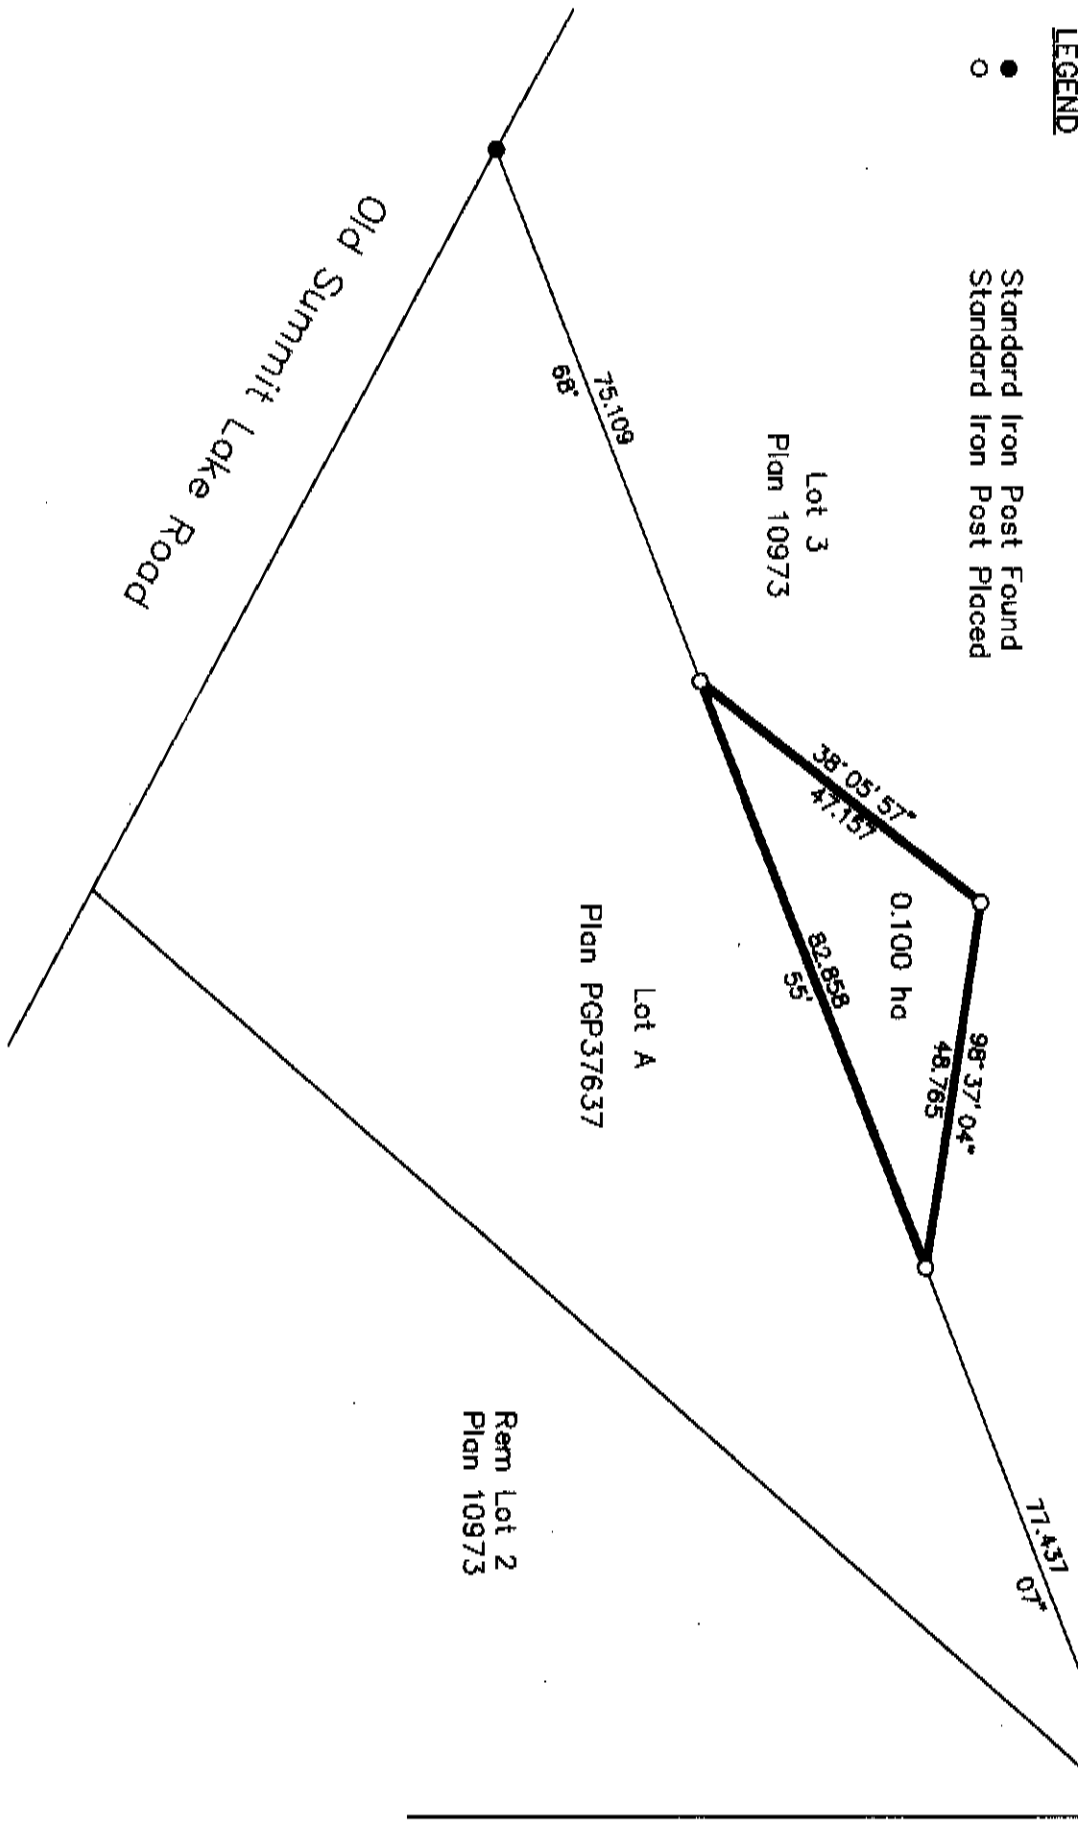 LEGEND
Standard Iron Post Found
Standard Iron Post Placed
Old Summit Lake Road
75.109
68°
Lot 3
Plan 10973
38° 05' 57"
47.157
0.100 ha
98° 37' 04"
48.765
82.858
55'
Lot A
Plan PGP37637
77.437
07"
Rem Lot 2
Plan 10973